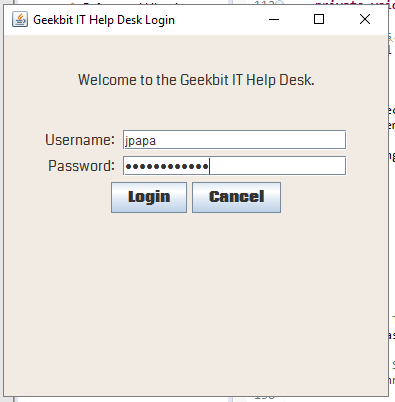 Geekbit IT Help Desk Login
Welcome to the Geekbit IT Help Desk.
Username: jpapa
Password: ••••••••••••
Login Cancel